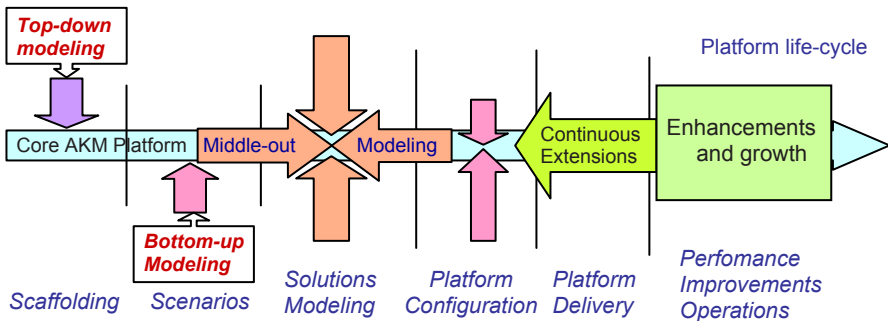 Top-down
modeling
Platform life-cycle
Core AKM Platform
Middle-out
Modeling
Continuous
Extensions
Enhancements
and growth
Bottom-up
Modeling
Scaffolding
Scenarios
Solutions
Modeling
Platform
Configuration
Platform
Delivery
Perfomance
Improvements
Operations